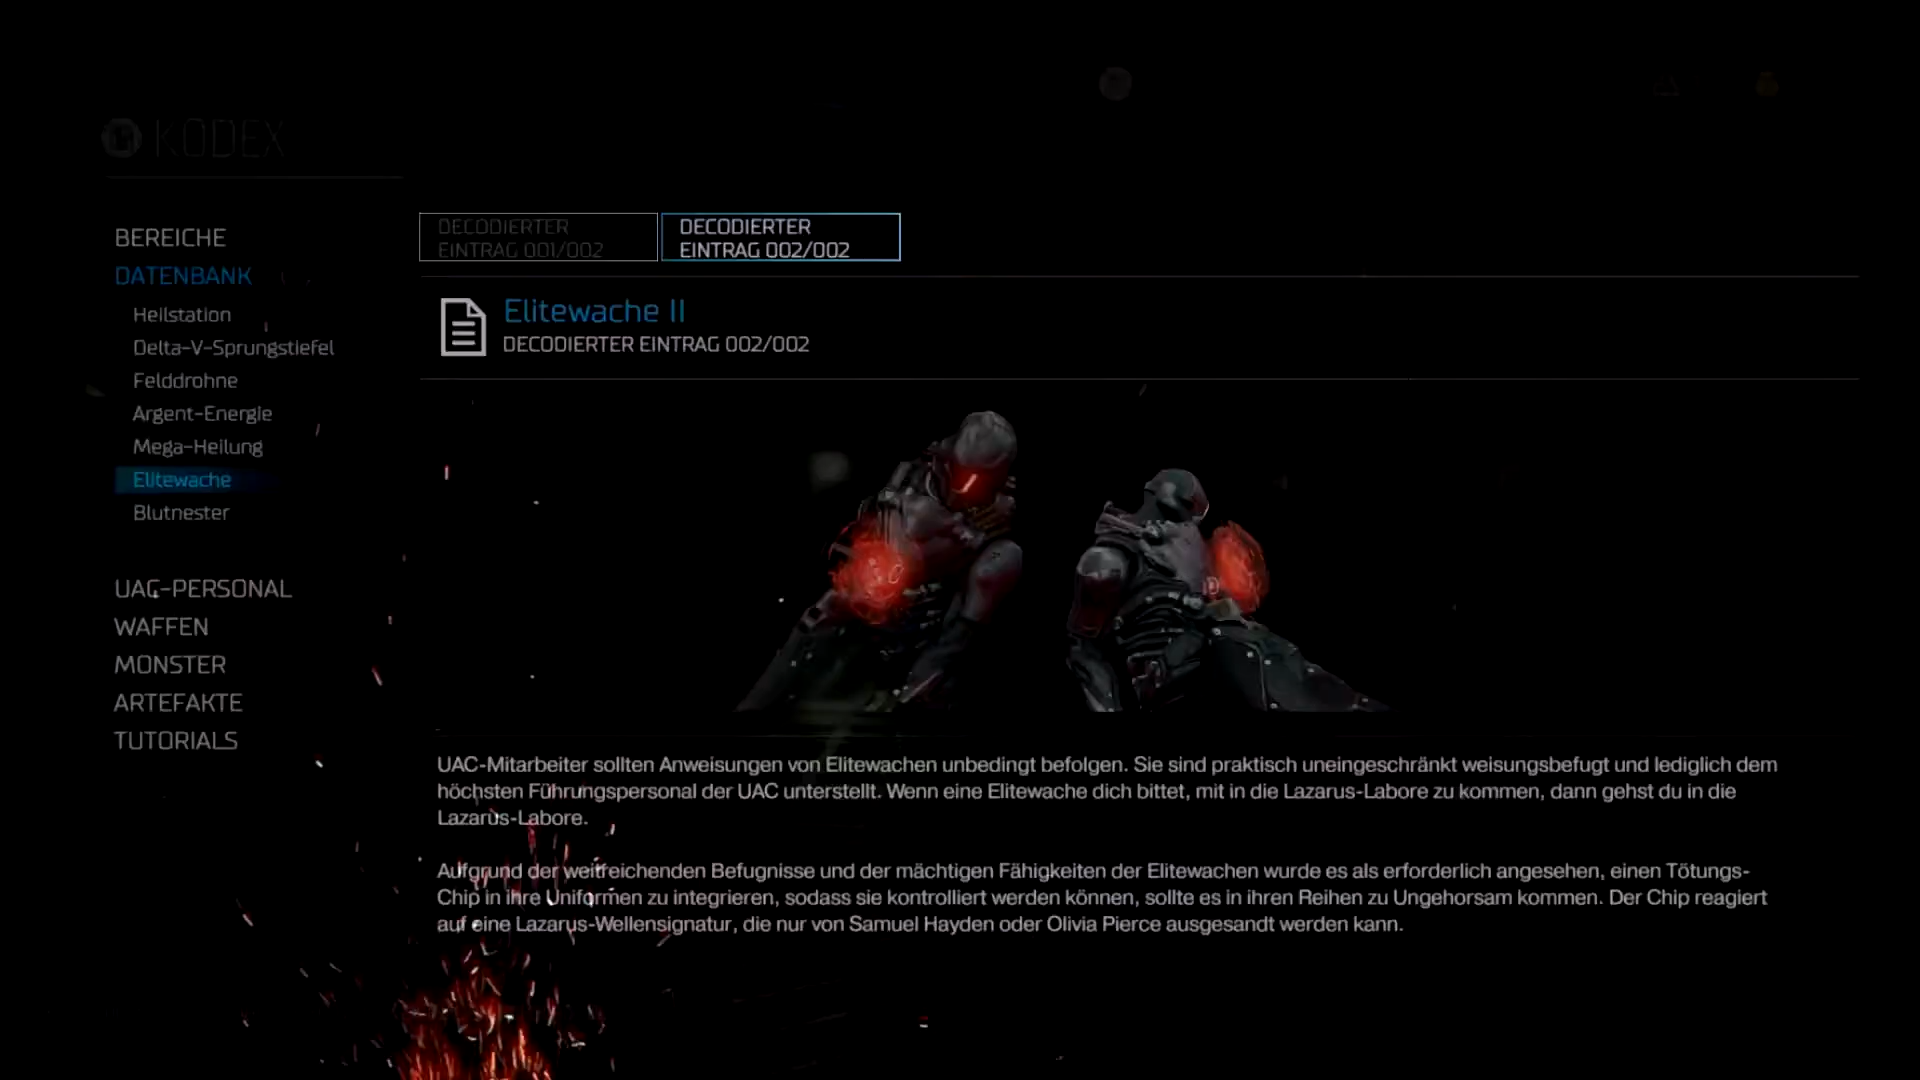 KODEX
BEREICHE
DATENBANK
Heilstation
Delta-V-Sprungstiefel
Felddrohne
Argent-Energie
Mega-Heilung
Elitewache
Blutnester
UAC-PERSONAL
WAFFEN
MONSTER
ARTEFAKTE
TUTORIALS
DECODIERTER
EINTRAG 001/002
DECODIERTER
EINTRAG 002/002
Elitewache II
DECODIERTER EINTRAG 002/002
UAC-Mitarbeiter sollten Anweisungen von Elitewachen unbedingt befolgen. Sie sind praktisch uneingeschränkt weisungsbefugt und lediglich dem
höchsten Führungspersonal der UAC unterstellt. Wenn eine Elitewache dich bittet, mit in die Lazarus-Labore zu kommen, dann gehst du in die
Lazarus-Labore.
Aufgrund der weitreichenden Befugnisse und der mächtigen Fähigkeiten der Elitewachen wurde es als erforderlich angesehen, einen Tötungs-
Chip in ihre Uniformen zu integrieren, sodass sie kontrolliert werden können, sollte es in ihren Reihen zu Ungehorsam kommen. Der Chip reagiert
auf eine Lazarus-Wellensignatur, die nur von Samuel Hayden oder Olivia Pierce ausgesandt werden kann.